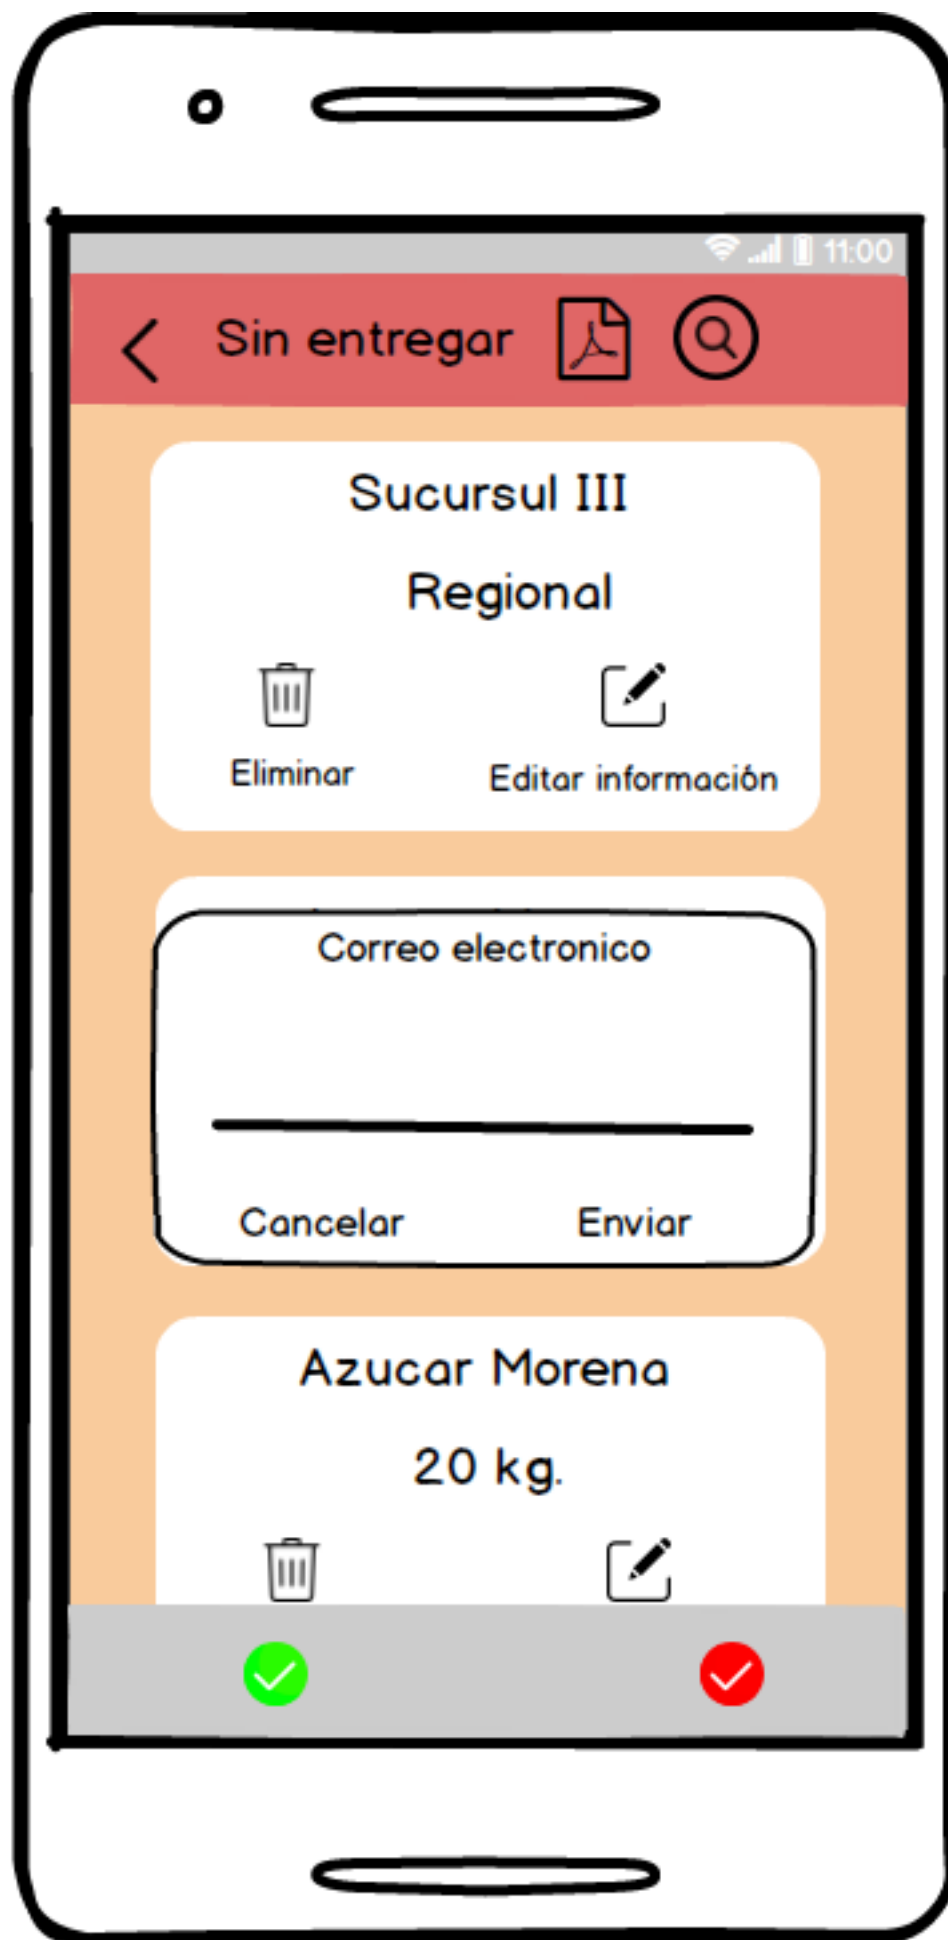 11:00
Sin entregar
Sucursul III
Regional
Eliminar Editar información
Correo electronico
Cancelar Enviar
Azucar Morena
20 kg.